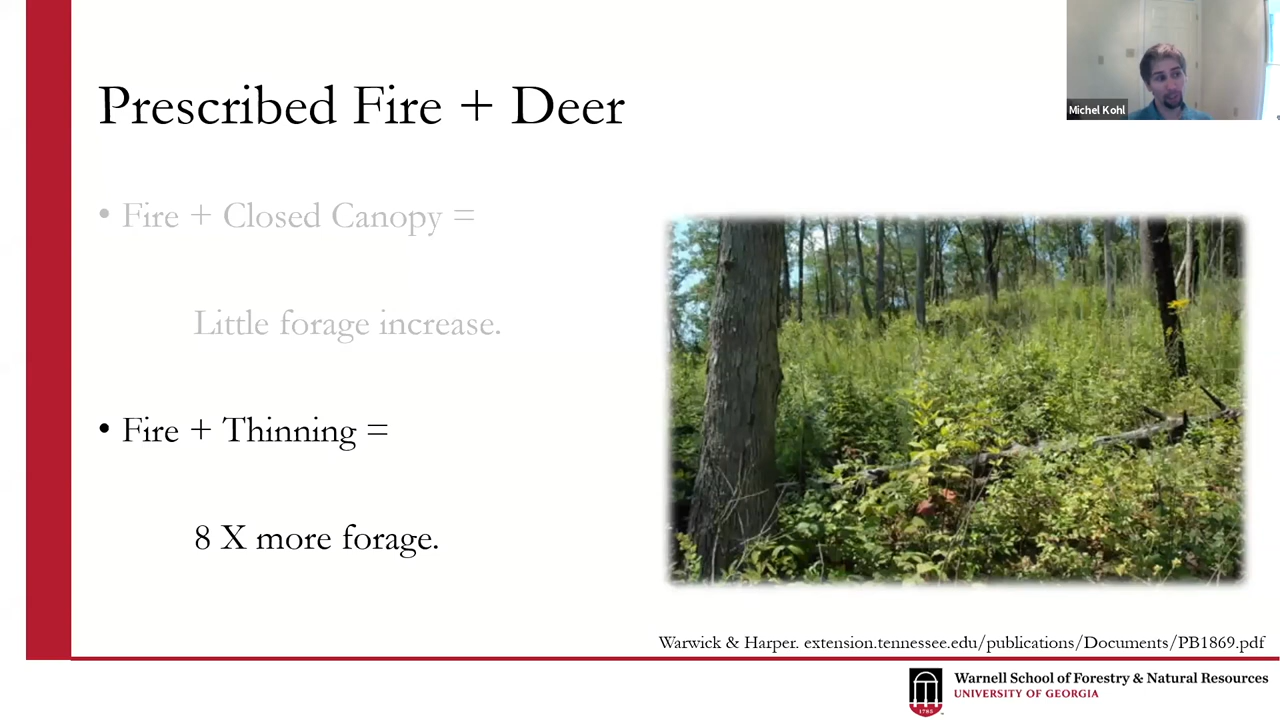 Prescribed Fire + Deer
Michel Kohl
• Fire + Closed Canopy =
Little forage increase.
• Fire + Thinning =
8 X more forage.
Warwick & Harper. extension.tennessee.edu/publications/Documents/PB1869.pdf
Warnell School of Forestry & Natural Resources
UNIVERSITY OF GEORGIA
1785